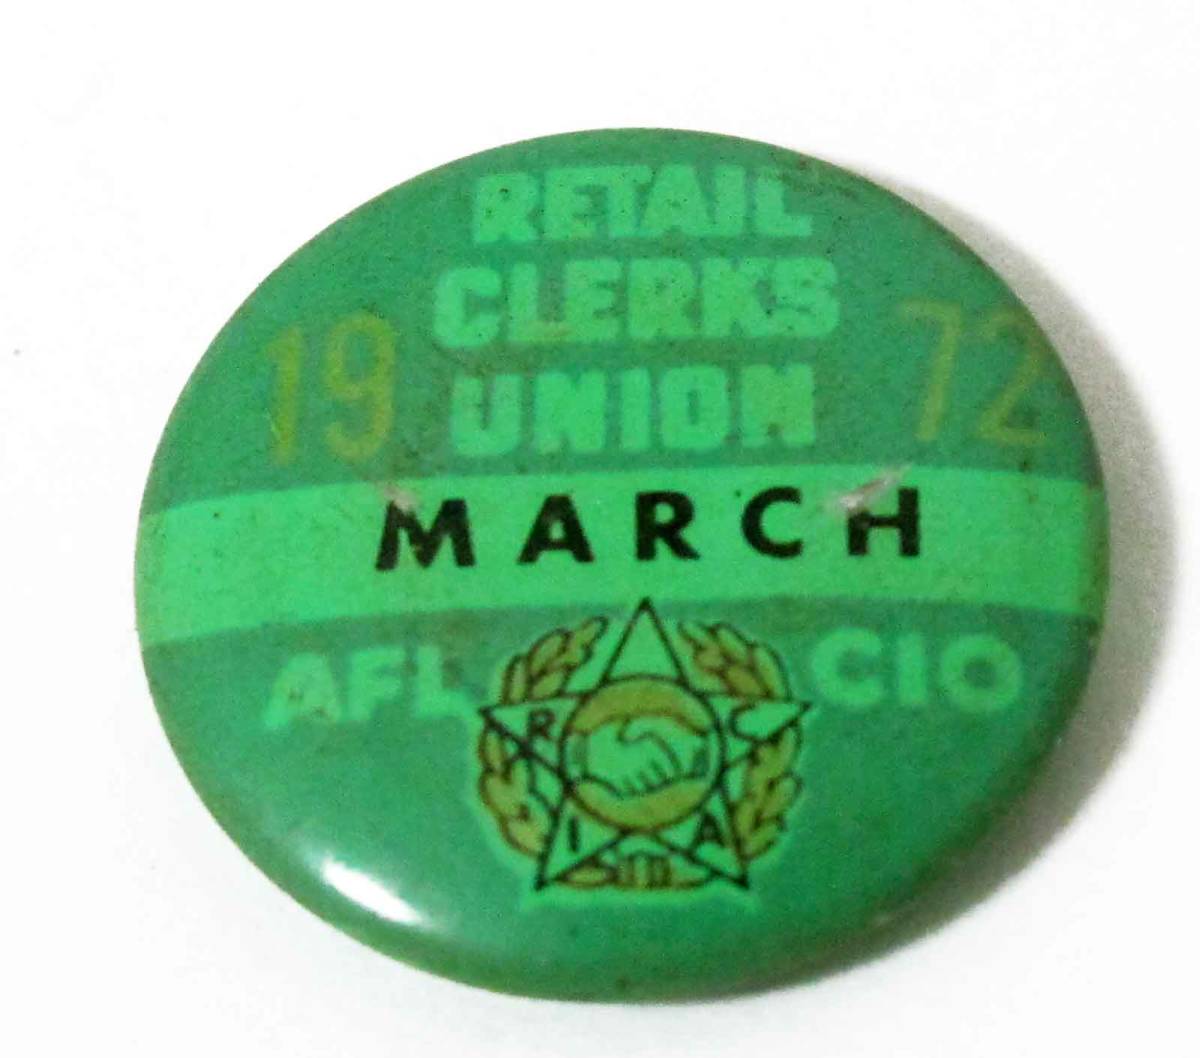 RETAIL
CLERKS
19 UNION 72
MARCH
AFL CIO
R C
I A